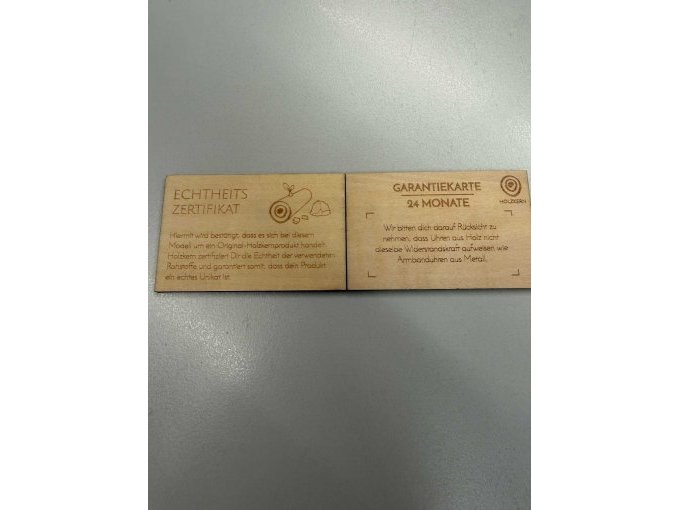 ECHTHEITS
ZERTIFIKAT
Hiermit wird bestätigt, dass es sich bei diesem
Modell um ein Original-Holzkernprodukt handelt.
Holzkern zertifiziert Dir die Echtheit der verwendeten
Rohstoffe und garantiert somit, dass dein Produkt
ein echtes Unikat ist.
GARANTIEKARTE
24 MONATE
HOLZKERN
Wir bitten dich darauf Rücksicht zu
nehmen, dass Uhren aus Holz nicht
dieselbe Widerstandskraft aufweisen wie
Armbanduhren aus Metall.